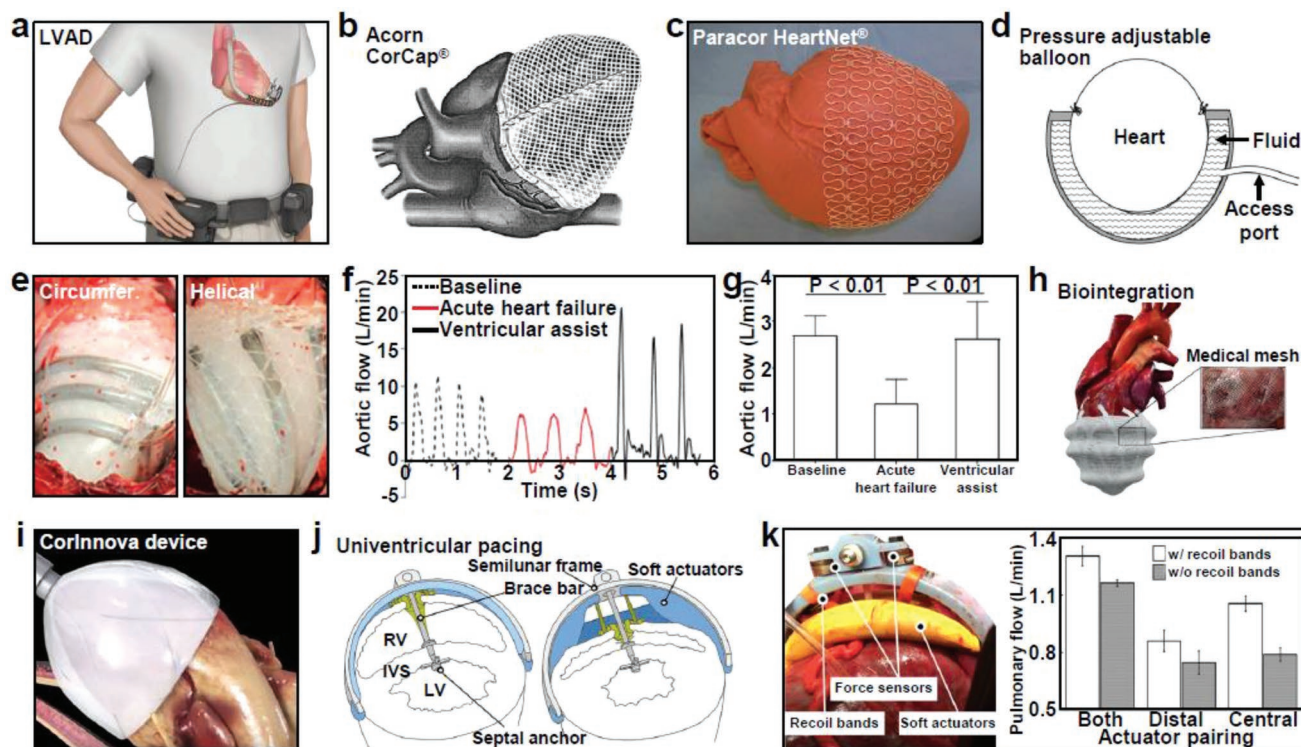 a
LVAD
b
Acorn
CorCap®
c
Paracor HeartNet®
d
Pressure adjustable
balloon
Heart
Fluid
Access
port
e
Circumfer.
Helical
f
Aortic flow (L/min)
25
20
15
10
5
0
-5
Baseline
Acute heart failure
Ventricular assist
0 1 2 3 4 5 6
Time (s)
g
Aortic flow (L/min)
4
3
2
1
0
P < 0.01 P < 0.01
Baseline Acute heart failure Ventricular assist
h
Biointegration
Medical mesh
i
CorInnova device
j
Univentricular pacing
Semilunar frame
Brace bar
Soft actuators
RV
IVS
LV
Septal anchor
k
Force sensors
Recoil bands
Soft actuators
Pulmonary flow (L/min)
1.4
1.1
0.8
0.5
w/ recoil bands
w/o recoil bands
Both Distal Central
Actuator pairing